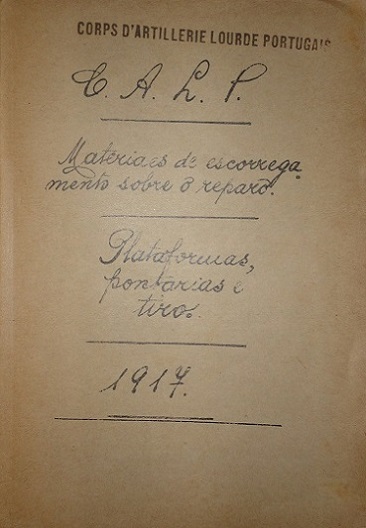 CORPS D'ARTILLERIE LOURDE PORTUGAIS
C. A. L. P.
Materiaes de escorrega
mento sobre o reparo.
Plataformas,
pontarias e
tiro.
1917.